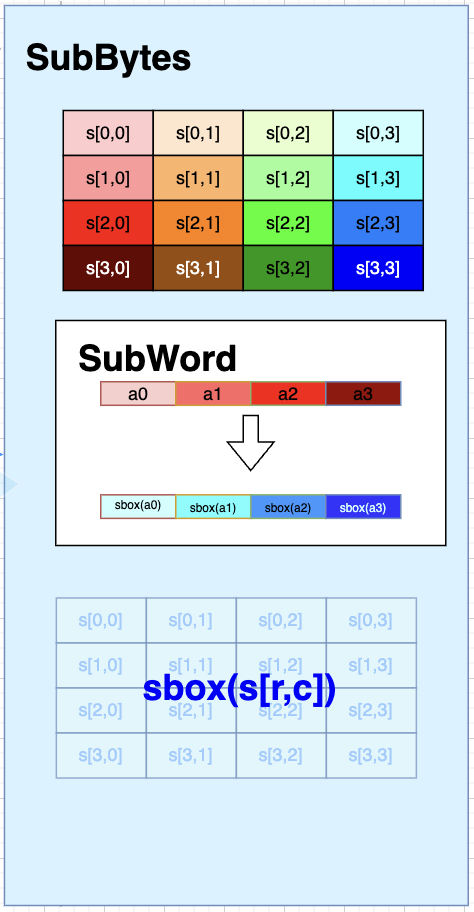 SubBytes
s[0,0] s[0,1] s[0,2] s[0,3]
s[1,0] s[1,1] s[1,2] s[1,3]
s[2,0] s[2,1] s[2,2] s[2,3]
s[3,0] s[3,1] s[3,2] s[3,3]
SubWord
a0 a1 a2 a3
sbox(a0) sbox(a1) sbox(a2) sbox(a3)
s[0,0] s[0,1] s[0,2] s[0,3]
s[1,0] s[1,1] s[1,2] s[1,3]
sbox(s[r,c])
s[2,0] s[2,1] s[2,2] s[2,3]
s[3,0] s[3,1] s[3,2] s[3,3]